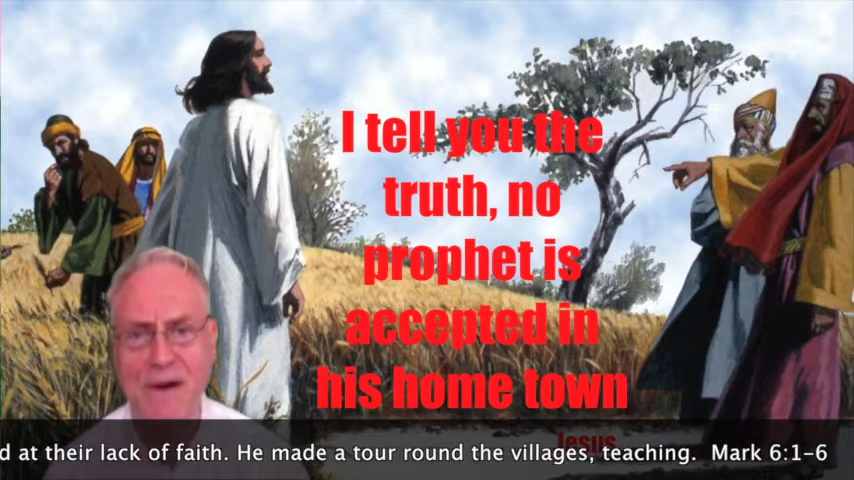 I tell you the
truth, no
prophet is
accepted in
his home town
Jesus
d at their lack of faith. He made a tour round the villages, teaching.  Mark 6:1-6